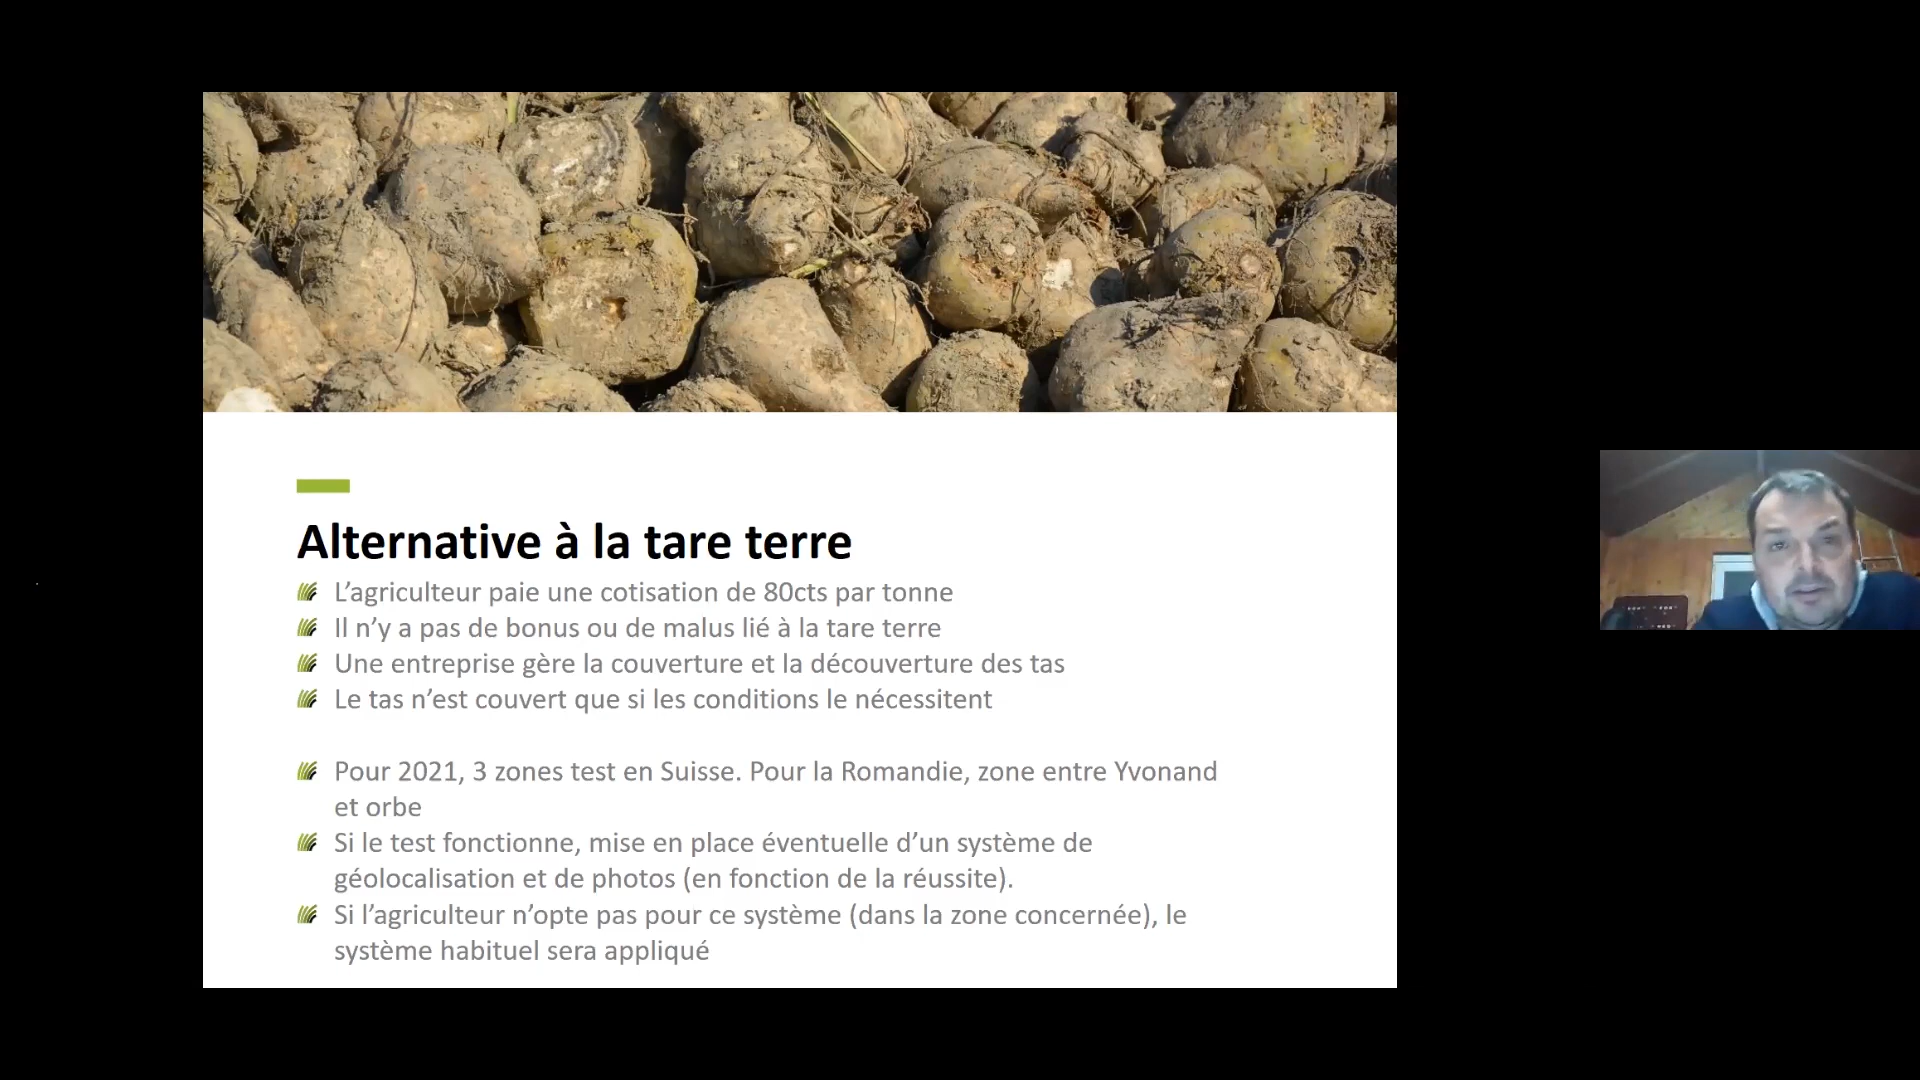 Alternative à la tare terre
L’agriculteur paie une cotisation de 80cts par tonne
Il n’y a pas de bonus ou de malus lié à la tare terre
Une entreprise gère la couverture et la découverture des tas
Le tas n’est couvert que si les conditions le nécessitent
Pour 2021, 3 zones test en Suisse. Pour la Romandie, zone entre Yvonand
et orbe
Si le test fonctionne, mise en place éventuelle d’un système de
géolocalisation et de photos (en fonction de la réussite).
Si l’agriculteur n’opte pas pour ce système (dans la zone concernée), le
système habituel sera appliqué